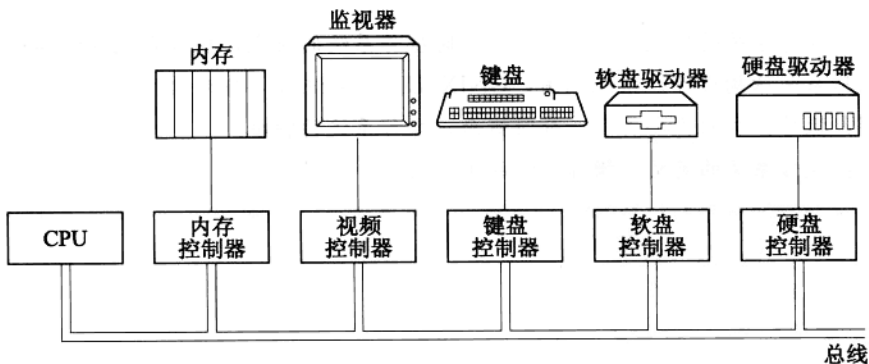 监视器
内存
键盘
软盘驱动器
硬盘驱动器
CPU
内存
控制器
视频
控制器
键盘
控制器
软盘
控制器
硬盘
控制器
总线